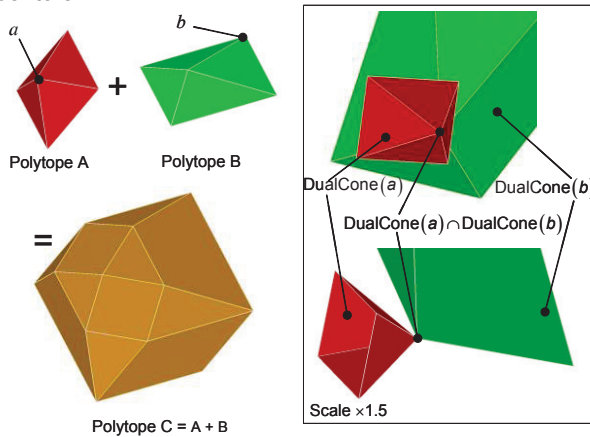 a
b
+
Polytope A
Polytope B
=
Polytope C = A + B
DualCone(a)
DualCone(b)
DualCone(a)∩DualCone(b)
Scale ×1.5